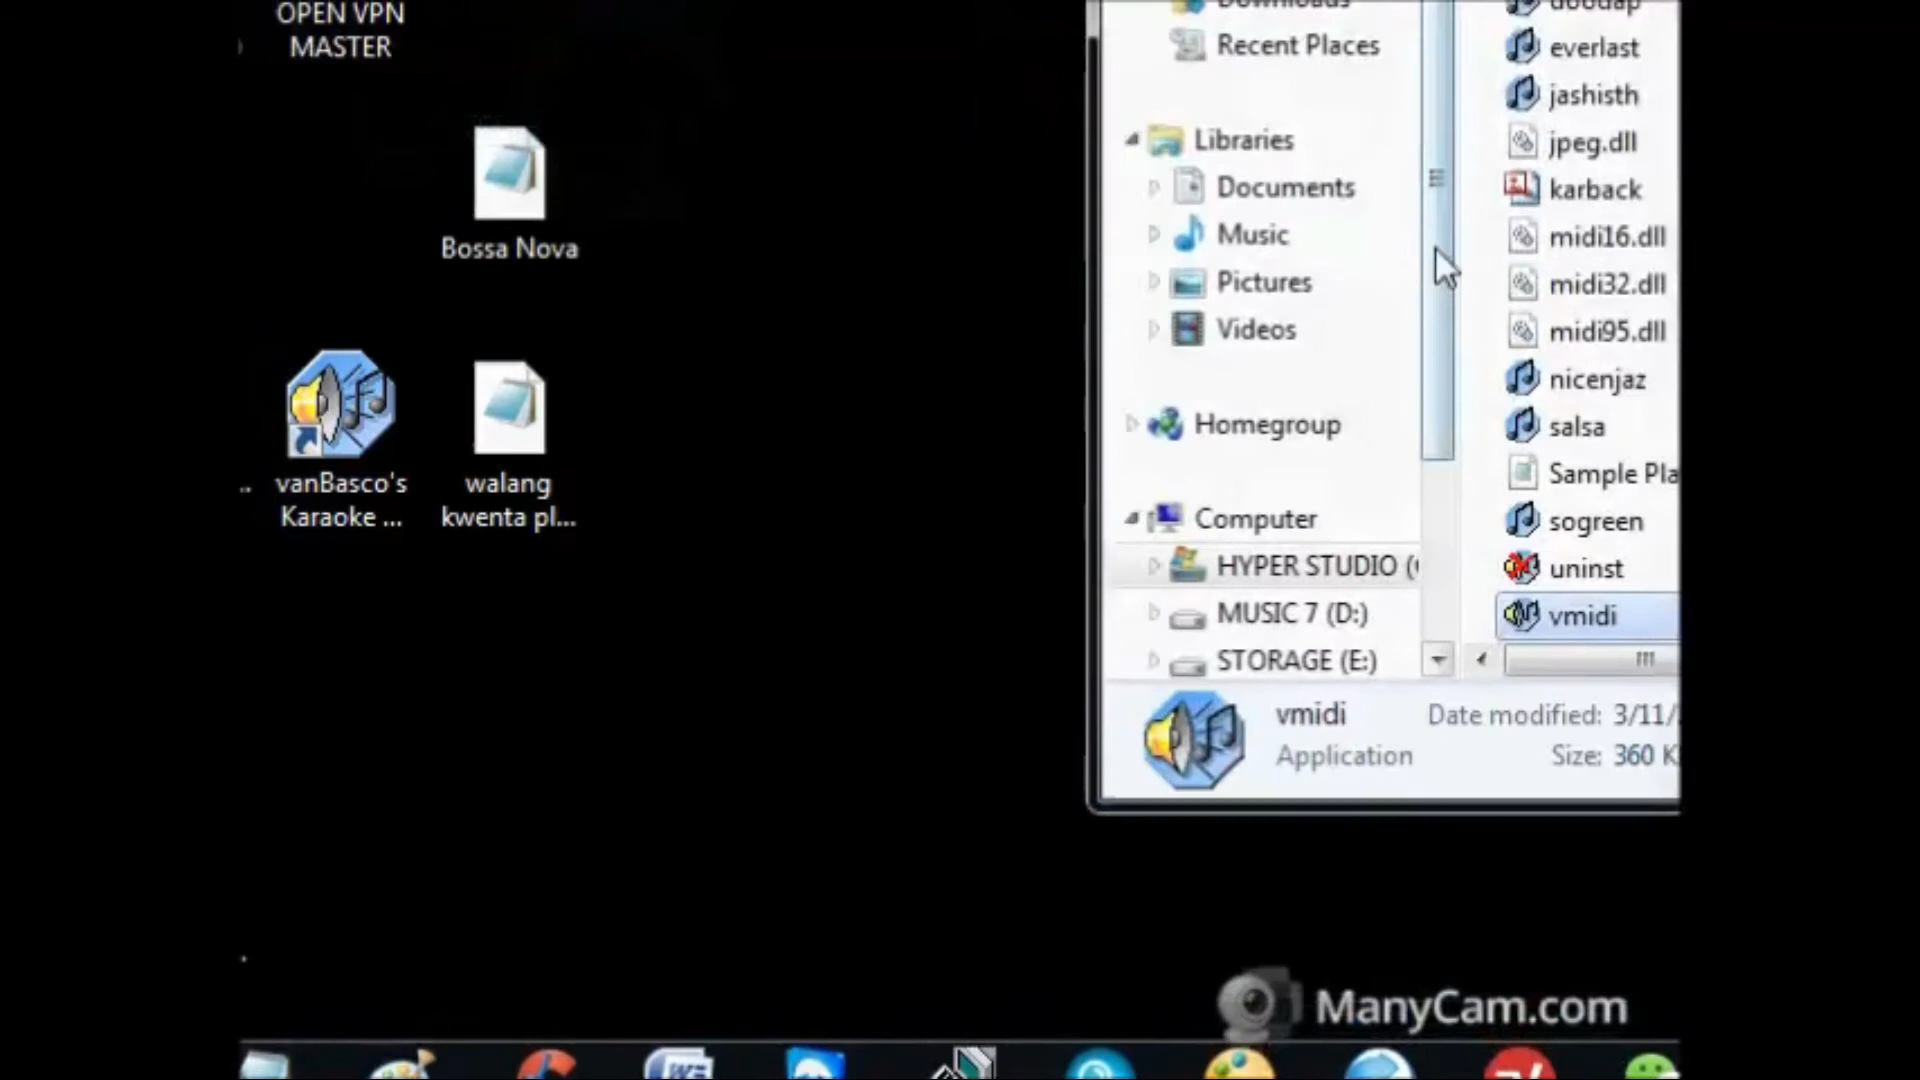 OPEN VPN
MASTER
Bossa Nova
vanBasco's
Karaoke ...
walang
kwenta pl...
Downloads
Recent Places
Libraries
Documents
Music
Pictures
Videos
Homegroup
Computer
HYPER STUDIO (
MUSIC 7 (D:)
STORAGE (E:)
doodap
everlast
jashisth
jpeg.dll
karback
midi16.dll
midi32.dll
midi95.dll
nicenjaz
salsa
Sample Pla
sogreen
uninst
vmidi
vmidi
Application
Date modified: 3/11/
Size: 360 K
ManyCam.com